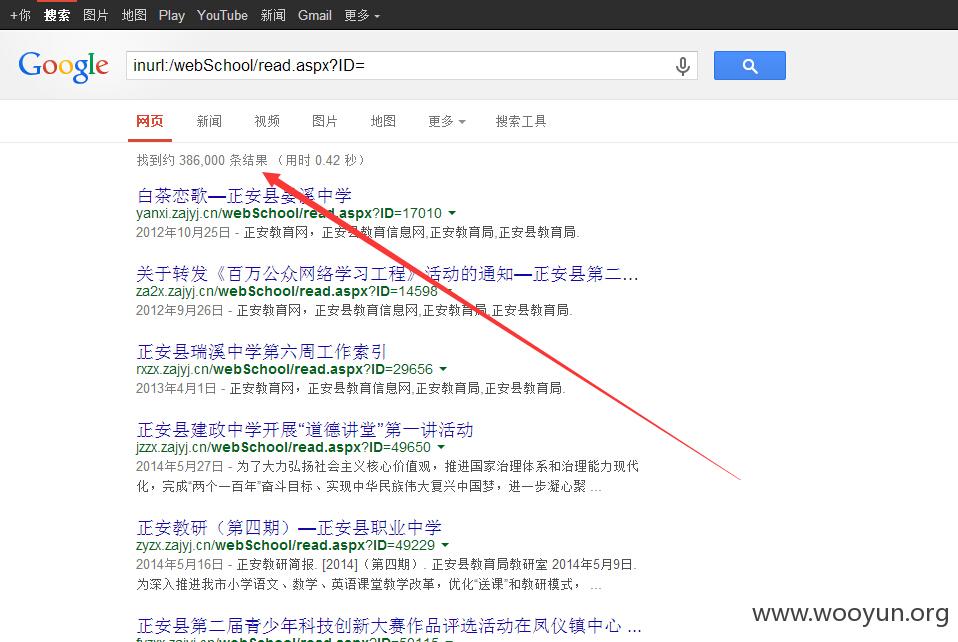 +你 搜索 图片 地图 Play YouTube 新闻 Gmail 更多
Google inurl:/webSchool/read.aspx?ID=
网页 新闻 视频 图片 地图 更多 搜索工具
找到约 386,000 条结果 （用时 0.42 秒）
白茶恋歌—正安县晏溪中学
yanxi.zajyj.cn/webSchool/read.aspx?ID=17010
2012年10月25日 - 正安教育网，正安县教育信息网,正安教育局,正安县教育局.
关于转发《百万公众网络学习工程》活动的通知—正安县第二...
za2x.zajyj.cn/webSchool/read.aspx?ID=14598
2012年9月26日 - 正安教育网，正安县教育信息网,正安教育局,正安县教育局.
正安县瑞溪中学第六周工作索引
rxzx.zajyj.cn/webSchool/read.aspx?ID=29656
2013年4月1日 - 正安教育网，正安县教育信息网,正安教育局,正安县教育局.
正安县建政中学开展“道德讲堂”第一讲活动
jzzx.zajyj.cn/webSchool/read.aspx?ID=49650
2014年5月27日 - 为了大力弘扬社会主义核心价值观，推进国家治理体系和治理能力现代
化，完成“两个一百年”奋斗目标、实现中华民族伟大复兴中国梦，进一步凝心聚 ...
正安教研（第四期）—正安县职业中学
zyzx.zajyj.cn/webSchool/read.aspx?ID=49229
2014年5月16日 - 正安教研简报. [2014]（第四期）. 正安县教育局教研室 2014年5月9日.
为深入推进我市小学语文、数学、英语课堂教学改革，优化“送课”和教研模式， ...
正安县第二届青少年科技创新大赛作品评选活动在凤仪镇中心 ...
www.wooyun.org